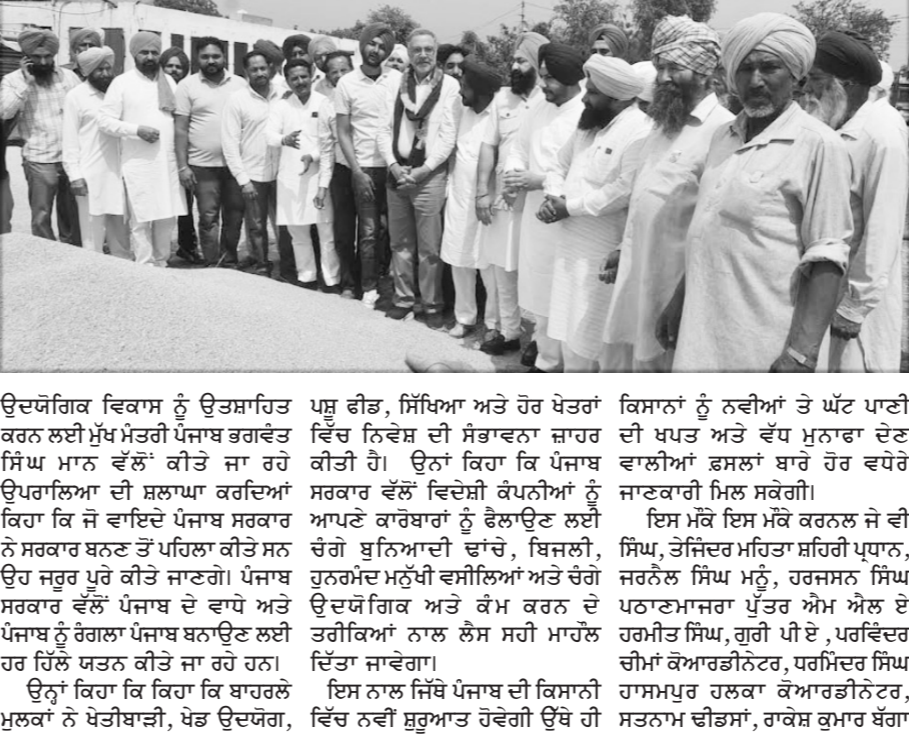 ਉਦਯੋਗਿਕ ਵਿਕਾਸ ਨੂੰ ਉਤਸ਼ਾਹਿਤ
ਕਰਨ ਲਈ ਮੁੱਖ ਮੰਤਰੀ ਪੰਜਾਬ ਭਗਵੰਤ
ਸਿੰਘ ਮਾਨ ਵੱਲੋਂ ਕੀਤੇ ਜਾ ਰਹੇ
ਉਪਰਾਲਿਆ ਦੀ ਸ਼ਲਾਘਾ ਕਰਦਿਆਂ
ਕਿਹਾ ਕਿ ਜੋ ਵਾਇਦੇ ਪੰਜਾਬ ਸਰਕਾਰ
ਨੇ ਸਰਕਾਰ ਬਨਣ ਤੋਂ ਪਹਿਲਾ ਕੀਤੇ ਸਨ
ਉਹ ਜਰੂਰ ਪੂਰੇ ਕੀਤੇ ਜਾਣਗੇ। ਪੰਜਾਬ
ਸਰਕਾਰ ਵੱਲੋਂ ਪੰਜਾਬ ਦੇ ਵਾਧੇ ਅਤੇ
ਪੰਜਾਬ ਨੂੰ ਰੰਗਲਾ ਪੰਜਾਬ ਬਨਾਉਣ ਲਈ
ਹਰ ਹਿੱਲੇ ਯਤਨ ਕੀਤੇ ਜਾ ਰਹੇ ਹਨ।
ਉਨ੍ਹਾਂ ਕਿਹਾ ਕਿ ਕਿਹਾ ਕਿ ਬਾਹਰਲੇ
ਮੁਲਕਾਂ ਨੇ ਖੇਤੀਬਾੜੀ, ਖੇਡ ਉਦਯੋਗ,
ਪਸ਼ੂ ਫੀਡ, ਸਿੱਖਿਆ ਅਤੇ ਹੋਰ ਖੇਤਰਾਂ
ਵਿੱਚ ਨਿਵੇਸ਼ ਦੀ ਸੰਭਾਵਨਾ ਜ਼ਾਹਰ
ਕੀਤੀ ਹੈ। ਉਨਾਂ ਕਿਹਾ ਕਿ ਪੰਜਾਬ
ਸਰਕਾਰ ਵੱਲੋਂ ਵਿਦੇਸ਼ੀ ਕੰਪਨੀਆਂ ਨੂੰ
ਆਪਣੇ ਕਾਰੋਬਾਰਾਂ ਨੂੰ ਫੈਲਾਉਣ ਲਈ
ਚੰਗੇ ਬੁਨਿਆਦੀ ਢਾਂਚੇ, ਬਿਜਲੀ,
ਹੁਨਰਮੰਦ ਮਨੁੱਖੀ ਵਸੀਲਿਆਂ ਅਤੇ ਚੰਗੇ
ਉਦਯੋਗਿਕ ਅਤੇ ਕੰਮ ਕਰਨ ਦੇ
ਤਰੀਕਿਆਂ ਨਾਲ ਲੈਸ ਸਹੀ ਮਾਹੌਲ
ਦਿੱਤਾ ਜਾਵੇਗਾ।
ਇਸ ਨਾਲ ਜਿੱਥੇ ਪੰਜਾਬ ਦੀ ਕਿਸਾਨੀ
ਵਿੱਚ ਨਵੀਂ ਸ਼ੁਰੂਆਤ ਹੋਵੇਗੀ ਉੱਥੇ ਹੀ
ਕਿਸਾਨਾਂ ਨੂੰ ਨਵੀਆਂ ਤੇ ਘੱਟ ਪਾਣੀ
ਦੀ ਖਪਤ ਅਤੇ ਵੱਧ ਮੁਨਾਫਾ ਦੇਣ
ਵਾਲੀਆਂ ਫ਼ਸਲਾਂ ਬਾਰੇ ਹੋਰ ਵਧੇਰੇ
ਜਾਣਕਾਰੀ ਮਿਲ ਸਕੇਗੀ।
ਇਸ ਮੌਕੇ ਇਸ ਮੌਕੇ ਕਰਨਲ ਜੇ ਵੀ
ਸਿੰਘ, ਤੇਜਿੰਦਰ ਮਹਿਤਾ ਸ਼ਹਿਰੀ ਪ੍ਰਧਾਨ,
ਜਰਨੈਲ ਸਿੰਘ ਮਨੂੰ, ਹਰਜਸਨ ਸਿੰਘ
ਪਠਾਣਮਾਜਰਾ ਪੁੱਤਰ ਐਮ ਐਲ ਏ
ਹਰਮੀਤ ਸਿੰਘ, ਗੁਰੀ ਪੀ ਏ , ਪਰਵਿੰਦਰ
ਚੀਮਾਂ ਕੋਆਰਡੀਨੇਟਰ, ਧਰਮਿੰਦਰ ਸਿੰਘ
ਹਾਸਮਪੁਰ ਹਲਕਾ ਕੋਆਰਡੀਨੇਟਰ,
ਸਤਨਾਮ ਢੀਡਸਾਂ, ਰਾਕੇਸ਼ ਕੁਮਾਰ ਬੱਗਾ